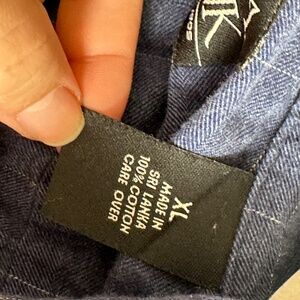 XL
MADE IN
SRI LANKA
100% COTTON
CARE OVER